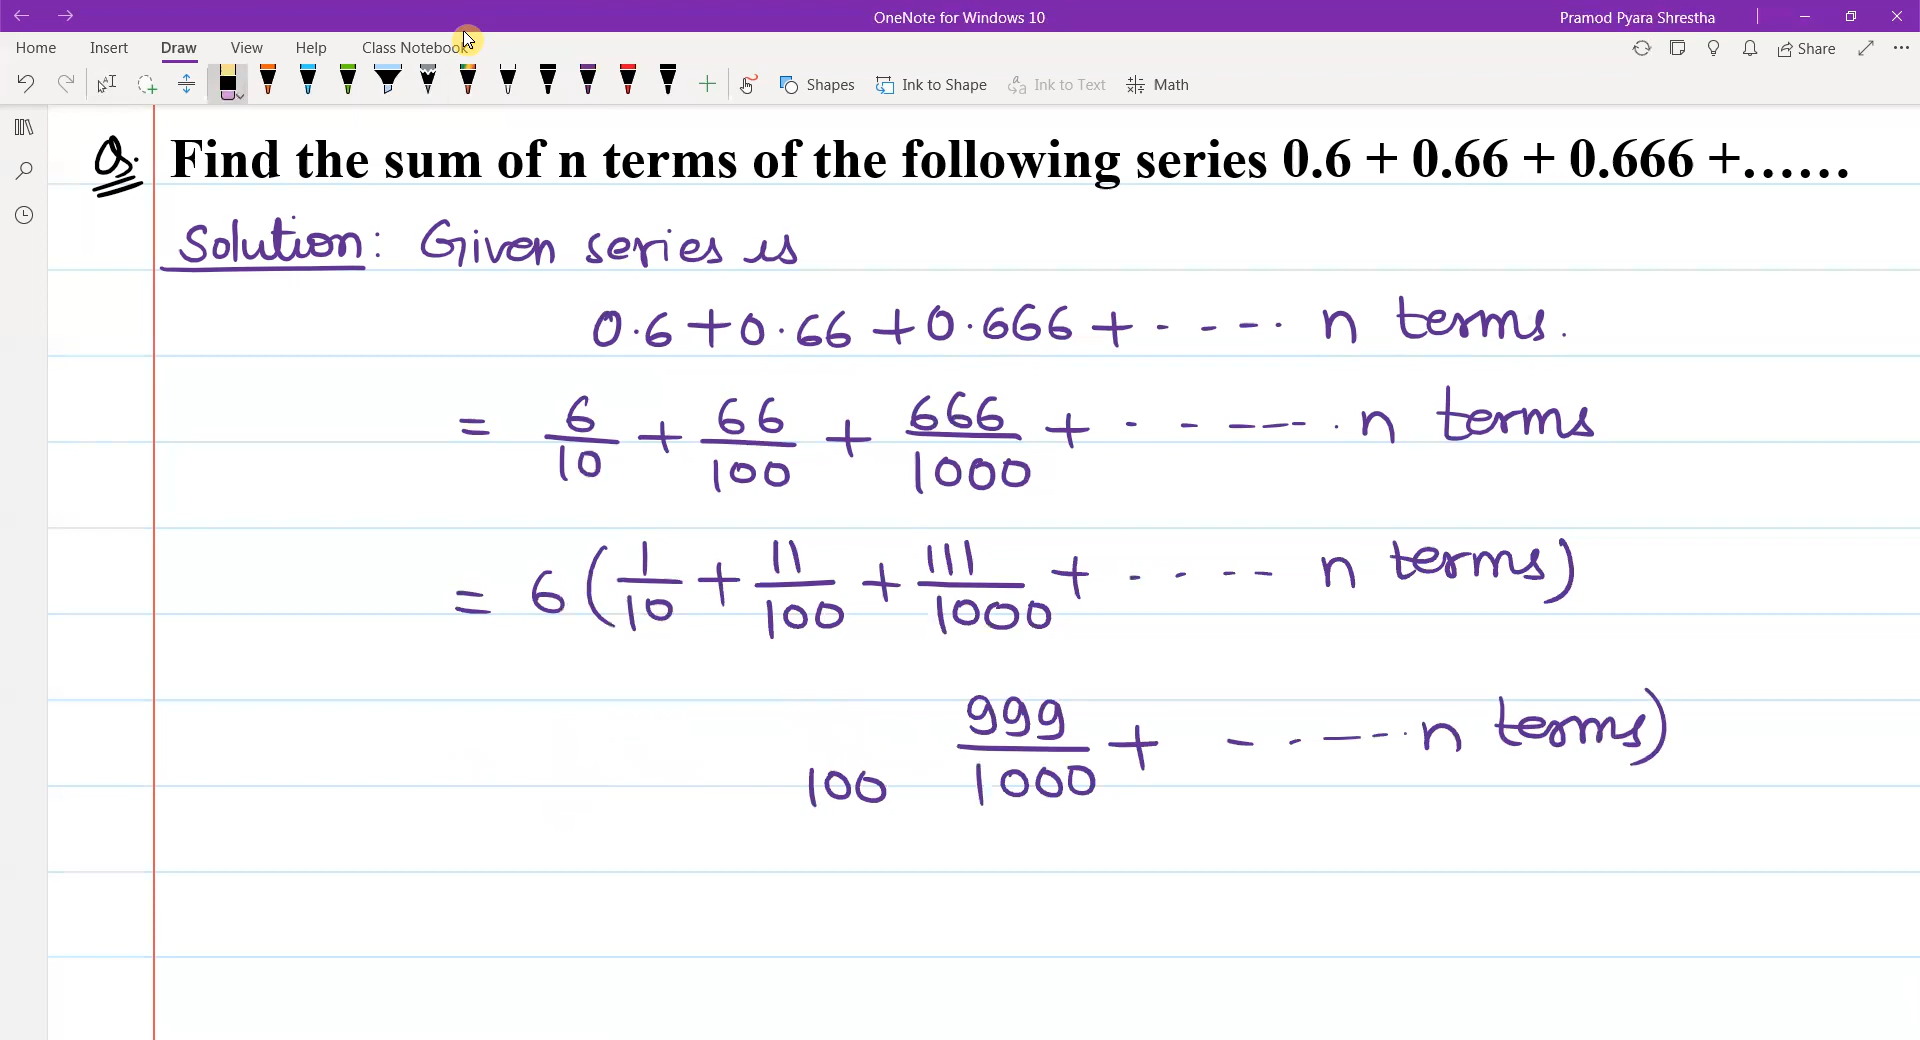 OneNote for Windows 10
Pramod Pyara Shrestha
Home Insert Draw View Help Class Notebook
Share
Shapes Ink to Shape Ink to Text Math
Q. Find the sum of n terms of the following series 0.6 + 0.66 + 0.666 +……
Solution: Given series is
0.6 + 0.66 + 0.666 + ..... n terms.
= 6/10 + 66/100 + 666/1000 + ...... n terms
= 6 ( 1/10 + 11/100 + 111/1000 + ..... n terms)
100 999/1000 + ..... n terms)